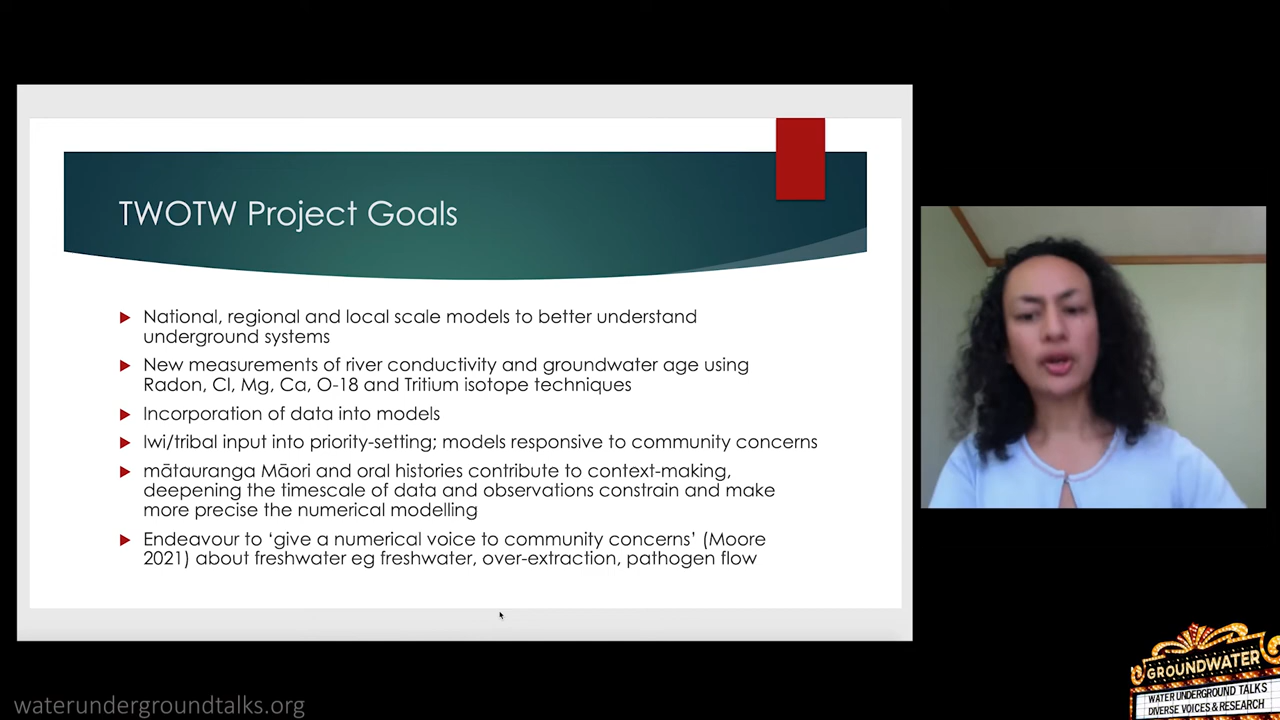 TWOTW Project Goals
National, regional and local scale models to better understand
underground systems
New measurements of river conductivity and groundwater age using
Radon, Cl, Mg, Ca, O-18 and Tritium isotope techniques
Incorporation of data into models
Iwi/tribal input into priority-setting; models responsive to community concerns
mātauranga Māori and oral histories contribute to context-making,
deepening the timescale of data and observations constrain and make
more precise the numerical modelling
Endeavour to ‘give a numerical voice to community concerns’ (Moore
2021) about freshwater eg freshwater, over-extraction, pathogen flow
waterundergroundtalks.org
GROUNDWATER
WATER UNDERGROUND TALKS
DIVERSE VOICES & RESEARCH